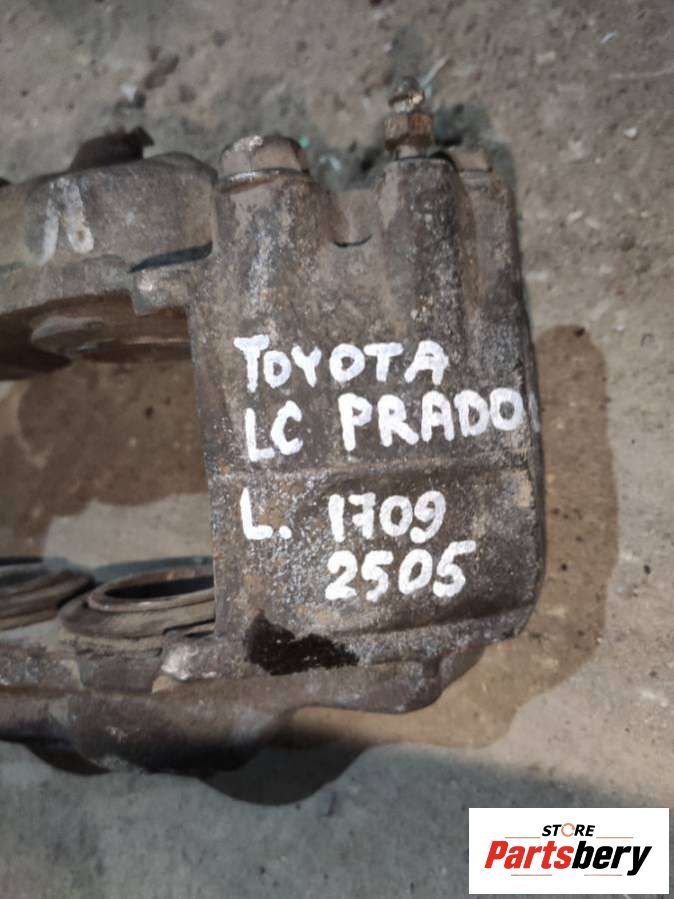 TOYOTA
LC PRADO
L. 1709
2505
STORE
Partsbery